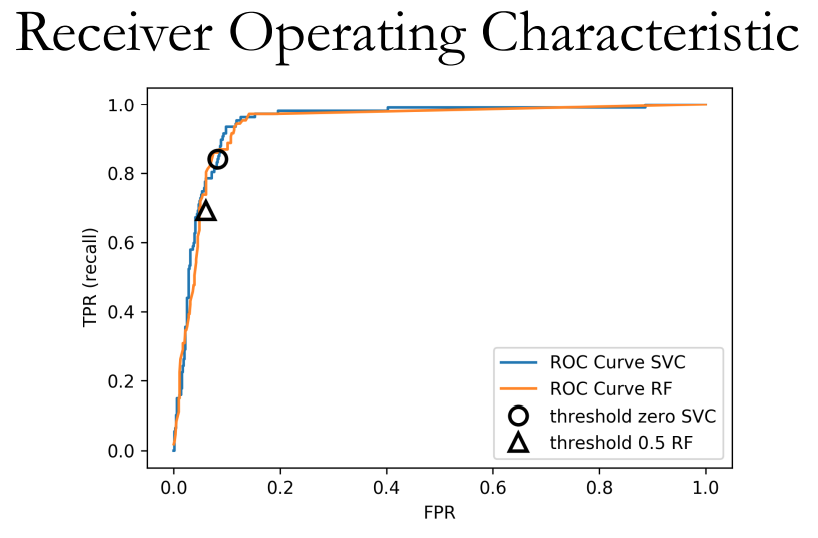 Receiver Operating Characteristic
1.0
0.8
0.6
0.4
0.2
0.0
TPR (recall)
0.0 0.2 0.4 0.6 0.8 1.0
FPR
ROC Curve SVC
ROC Curve RF
threshold zero SVC
threshold 0.5 RF